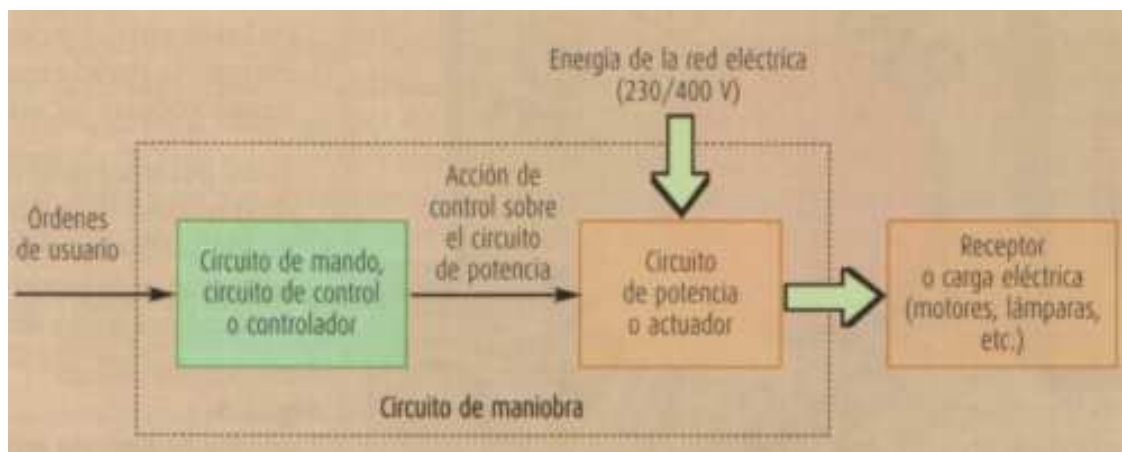 Energía de la red eléctrica
(230/400 V)
Órdenes
de usuario
Circuito de mando,
circuito de control
o controlador
Acción de
control sobre
el circuito
de potencia
Circuito
de potencia
o actuador
Receptor
o carga eléctrica
(motores, lámparas,
etc.)
Circuito de maniobra